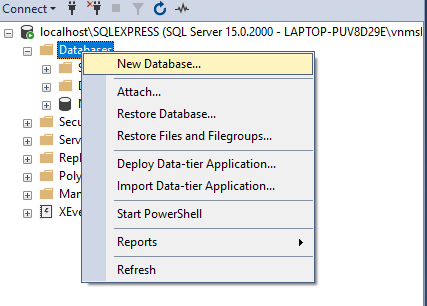 Connect
localhost\SQLEXPRESS (SQL Server 15.0.2000 - LAPTOP-PUV8D29E\vnmsl
Databases
New Database...
Attach...
Restore Database...
Restore Files and Filegroups...
Deploy Data-tier Application...
Import Data-tier Application...
Start PowerShell
Reports
Refresh
S
D
Secu
Serv
Repl
Poly
Man
XEve